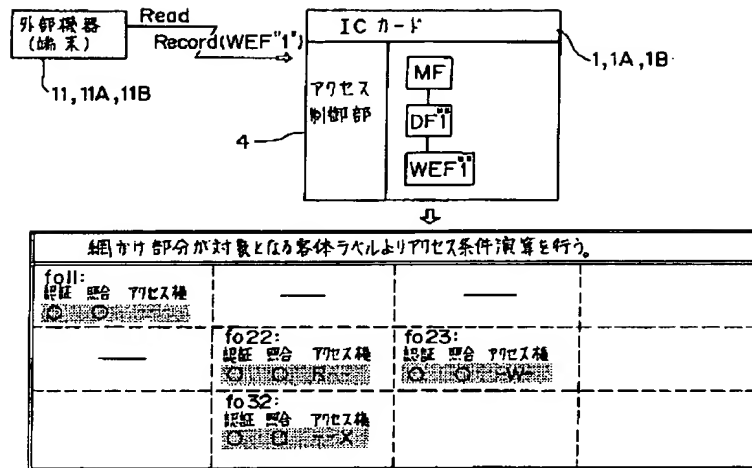 外部機器
(端末)
Read
Record(WEF"1")
11, 11A, 11B
ICカード
アクセス
制御部
MF
DF"1"
WEF"1"
1, 1A, 1B
4
網かけ部分が対象となる客体ラベルよりアクセス条件演算を行う。
fo11:
認証 照合 アクセス権
○ ○
fo22:
認証 照合 アクセス権
○ ○ R--
fo23:
認証 照合 アクセス権
○ ○ -W-
fo32:
認証 照合 アクセス権
○ --X